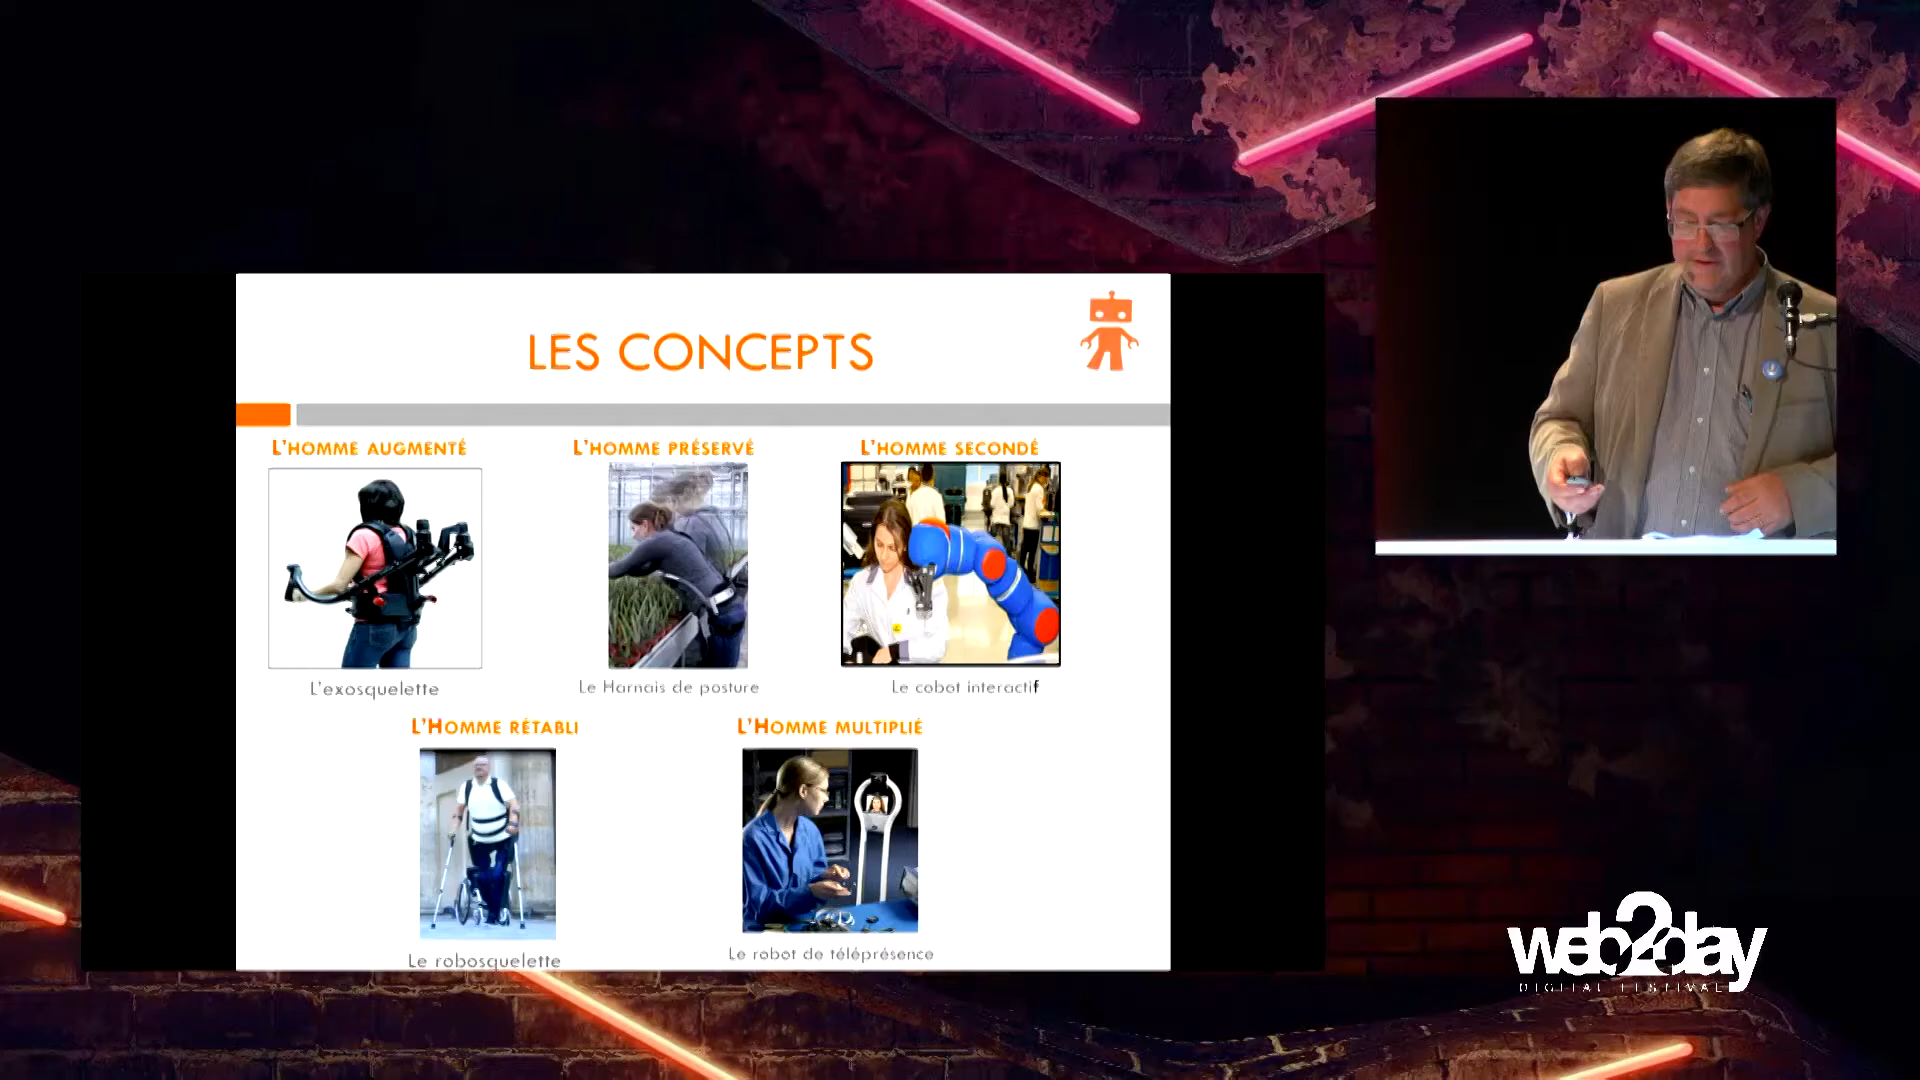 LES CONCEPTS
L'HOMME AUGMENTÉ
L'HOMME PRÉSERVÉ
L'HOMME SECONDÉ
L'exosquelette
Le Harnais de posture
Le cobot interactif
L'HOMME RÉTABLI
L'HOMME MULTIPLIÉ
Le robosquelette
Le robot de téléprésence
web2day
DIGITAL FESTIVAL